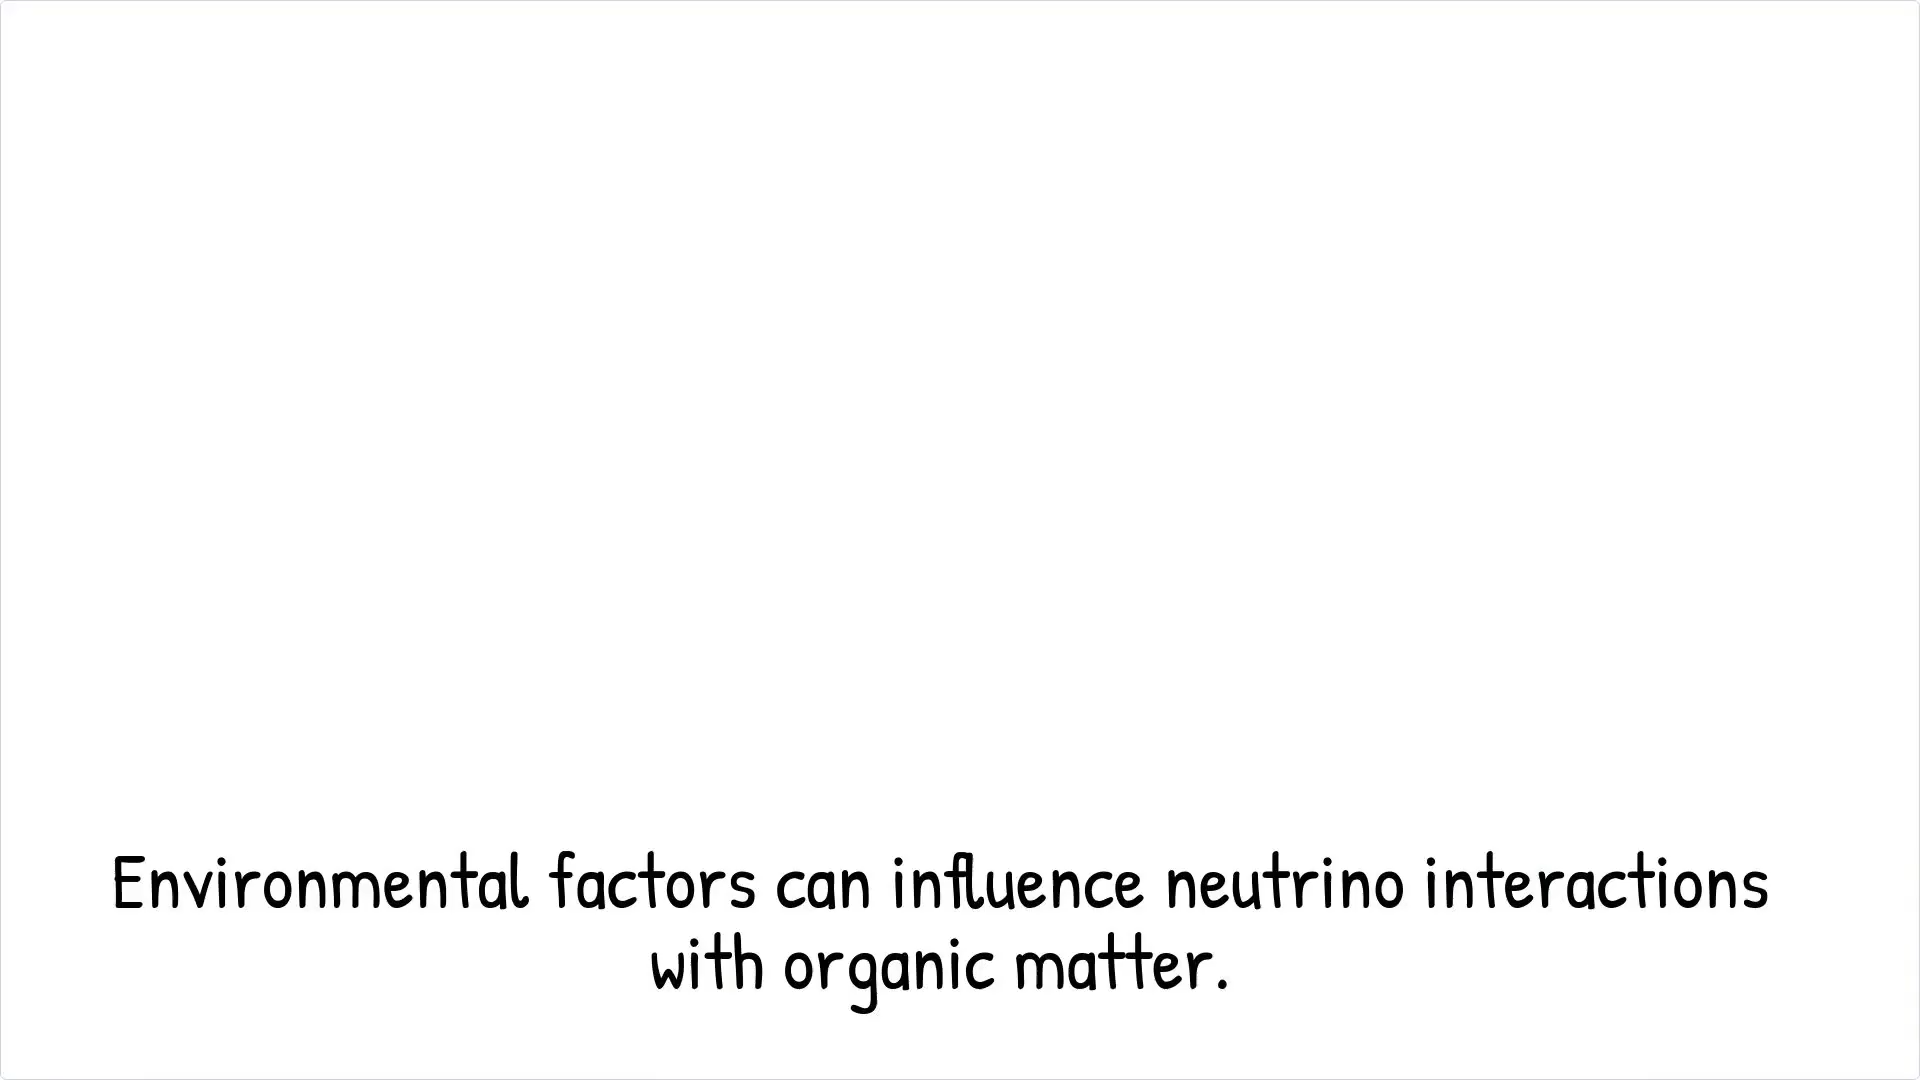 Environmental factors can influence neutrino interactions
with organic matter.